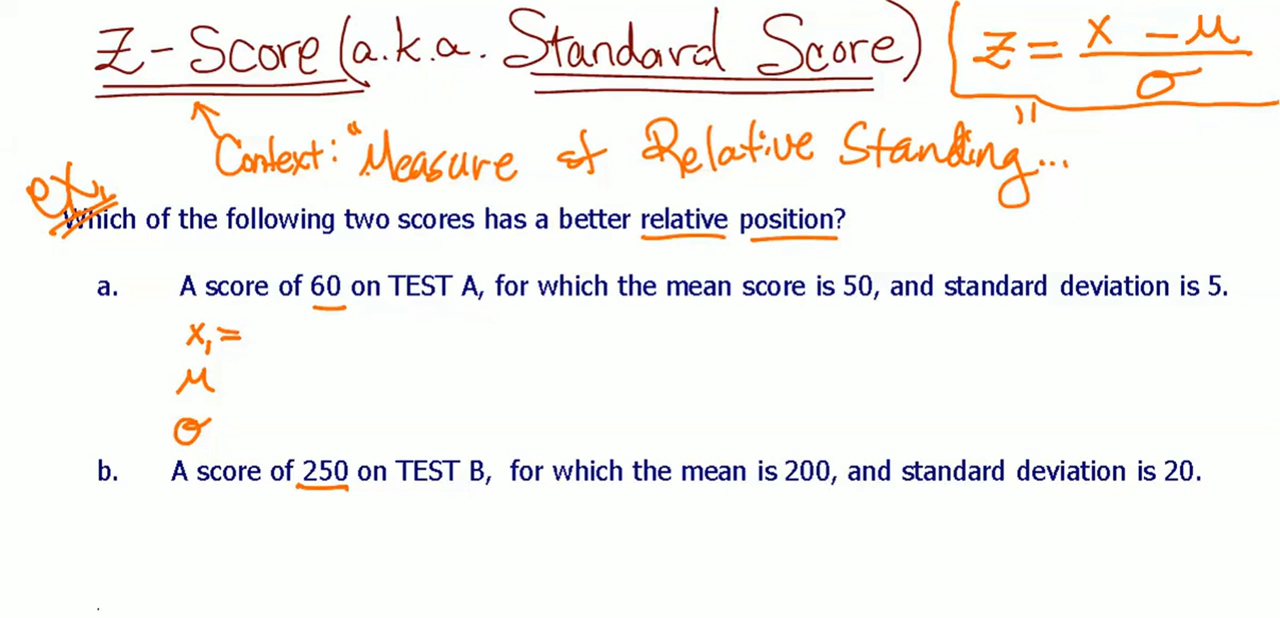 Z-Score (a.k.a. Standard Score) z = x - μ / σ
Context: "Measure of Relative Standing"...
ex,
Which of the following two scores has a better relative position?
a. A score of 60 on TEST A, for which the mean score is 50, and standard deviation is 5.
x₁ =
μ
σ
b. A score of 250 on TEST B, for which the mean is 200, and standard deviation is 20.